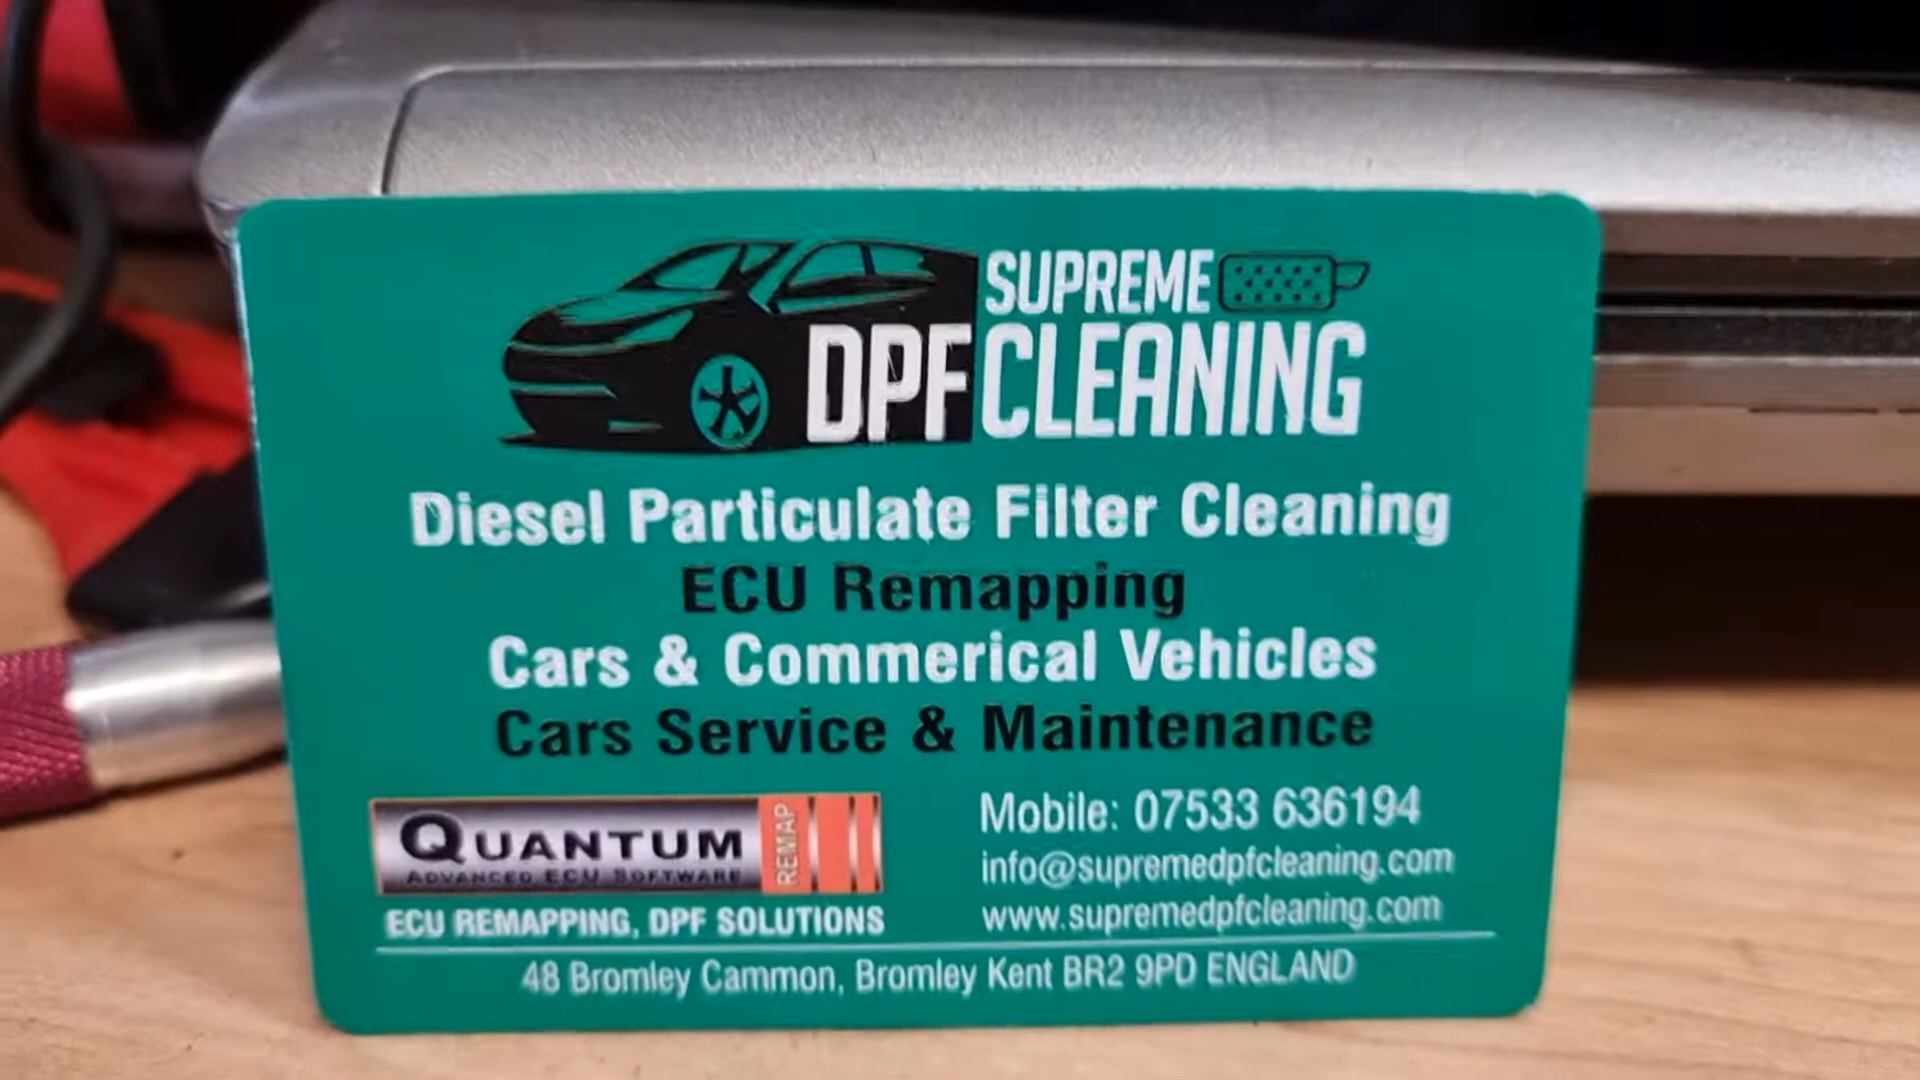 SUPREME
DPFCLEANING
Diesel Particulate Filter Cleaning
ECU Remapping
Cars & Commerical Vehicles
Cars Service & Maintenance
QUANTUM
REMAP
ADVANCED ECU SOFTWARE
ECU REMAPPING, DPF SOLUTIONS
Mobile: 07533 636194
info@supremedpfcleaning.com
www.supremedpfcleaning.com
48 Bromley Cammon, Bromley Kent BR2 9PD ENGLAND